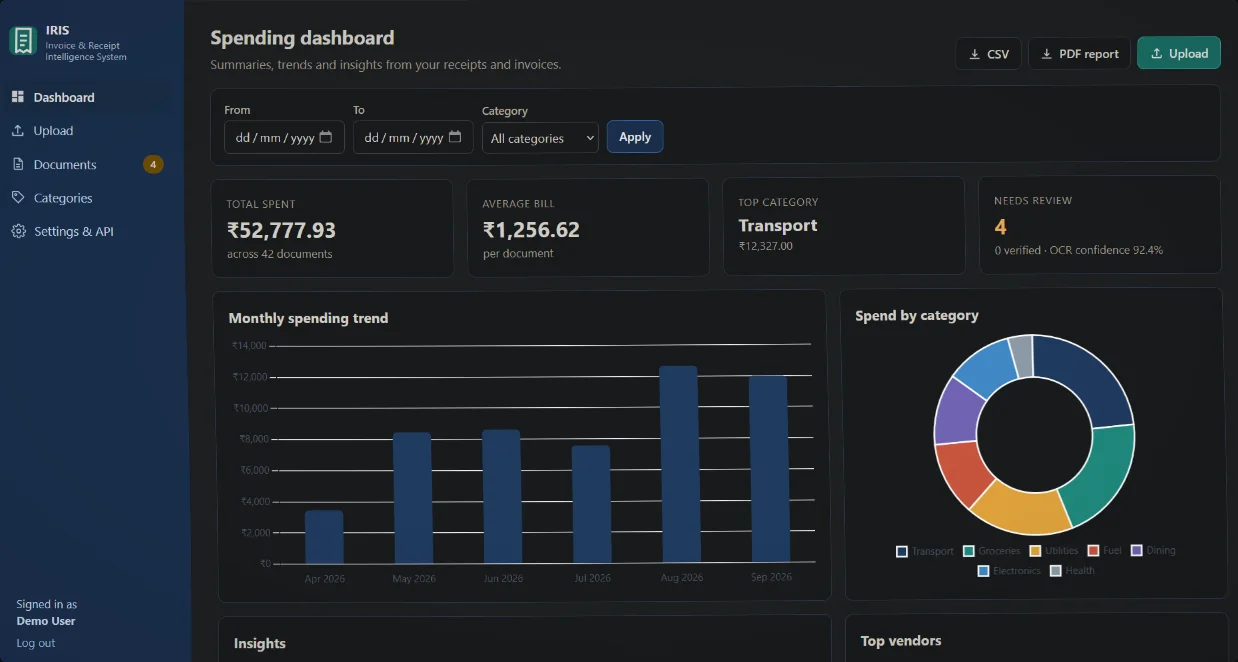 IRIS
Invoice & Receipt
Intelligence System
Dashboard
Upload
Documents
4
Categories
Settings & API
Signed in as
Demo User
Log out
Spending dashboard
Summaries, trends and insights from your receipts and invoices.
CSV
PDF report
Upload
From
To
Category
dd/mm/yyyy
dd/mm/yyyy
All categories
Apply
TOTAL SPENT
₹52,777.93
across 42 documents
AVERAGE BILL
₹1,256.62
per document
TOP CATEGORY
Transport
₹12,327.00
NEEDS REVIEW
4
0 verified · OCR confidence 92.4%
Monthly spending trend
₹14,000
₹12,000
₹10,000
₹8,000
₹6,000
₹4,000
₹2,000
₹0
Apr 2026
May 2026
Jun 2026
Jul 2026
Aug 2026
Sep 2026
Spend by category
Transport
Groceries
Utilities
Fuel
Dining
Electronics
Health
Insights
Top vendors